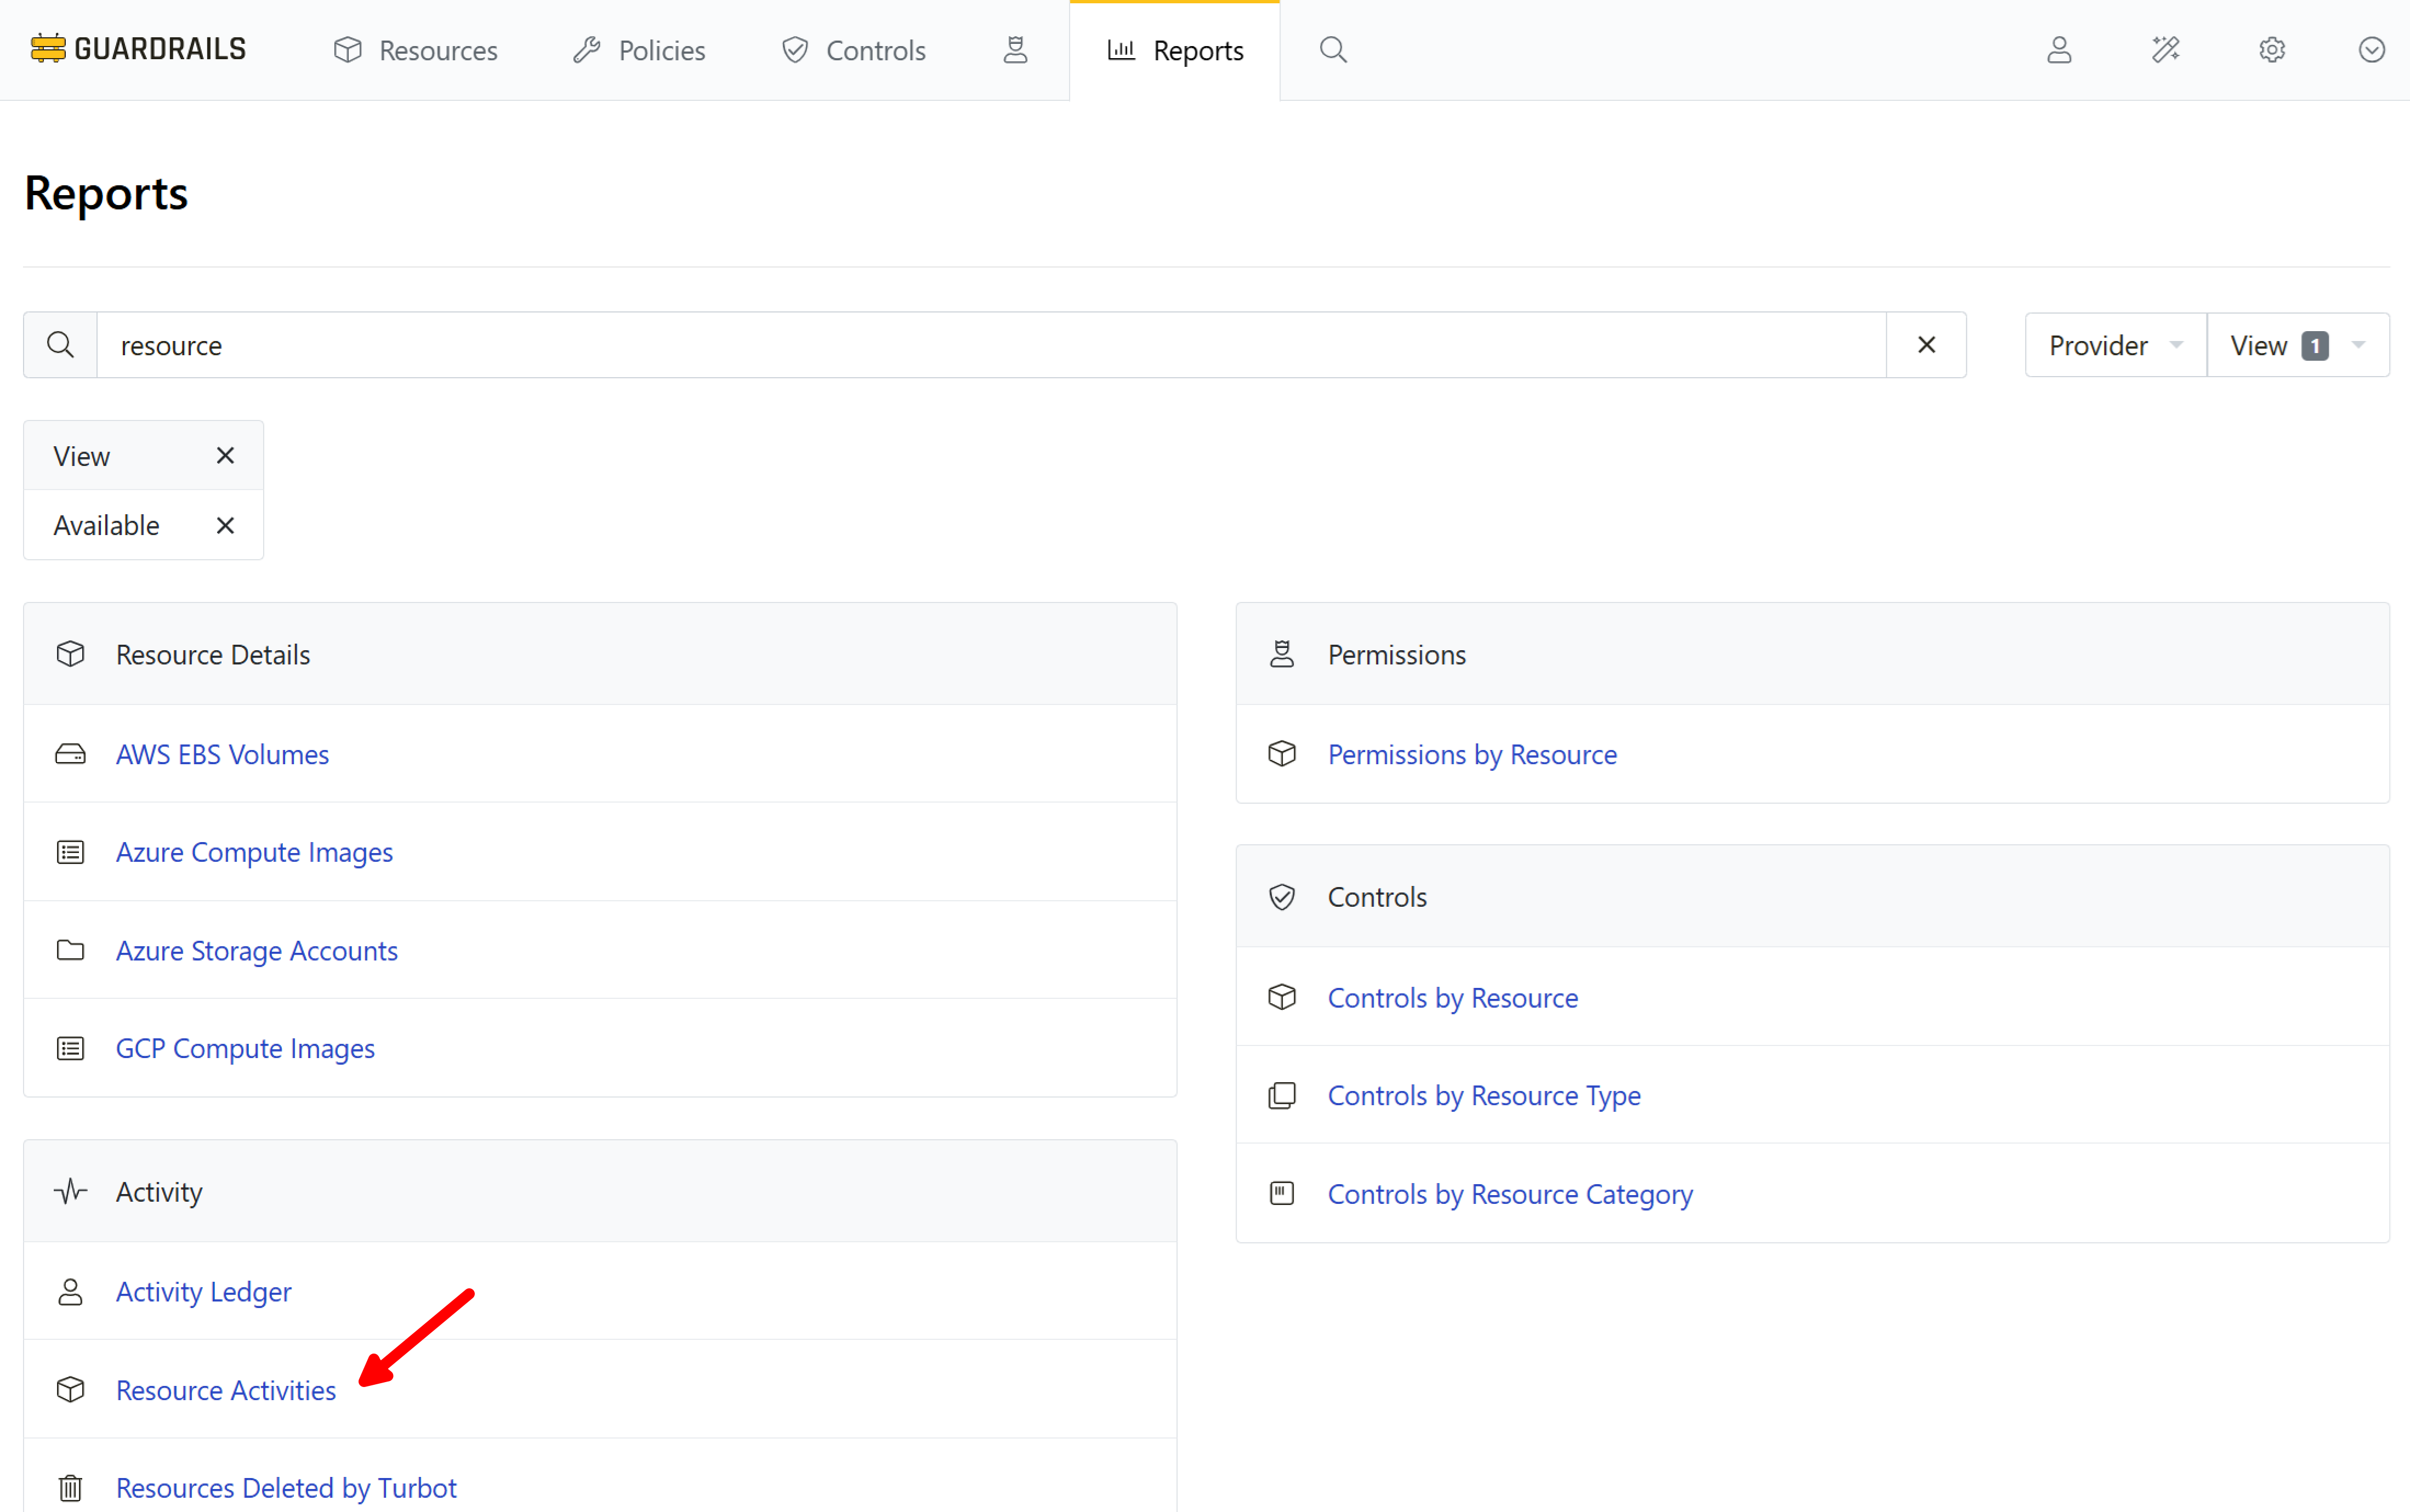 GUARDRAILS
Resources
Policies
Controls
Reports
Reports
resource
Provider
View 1
View
Available
Resource Details
AWS EBS Volumes
Azure Compute Images
Azure Storage Accounts
GCP Compute Images
Activity
Activity Ledger
Resource Activities
Resources Deleted by Turbot
Permissions
Permissions by Resource
Controls
Controls by Resource
Controls by Resource Type
Controls by Resource Category